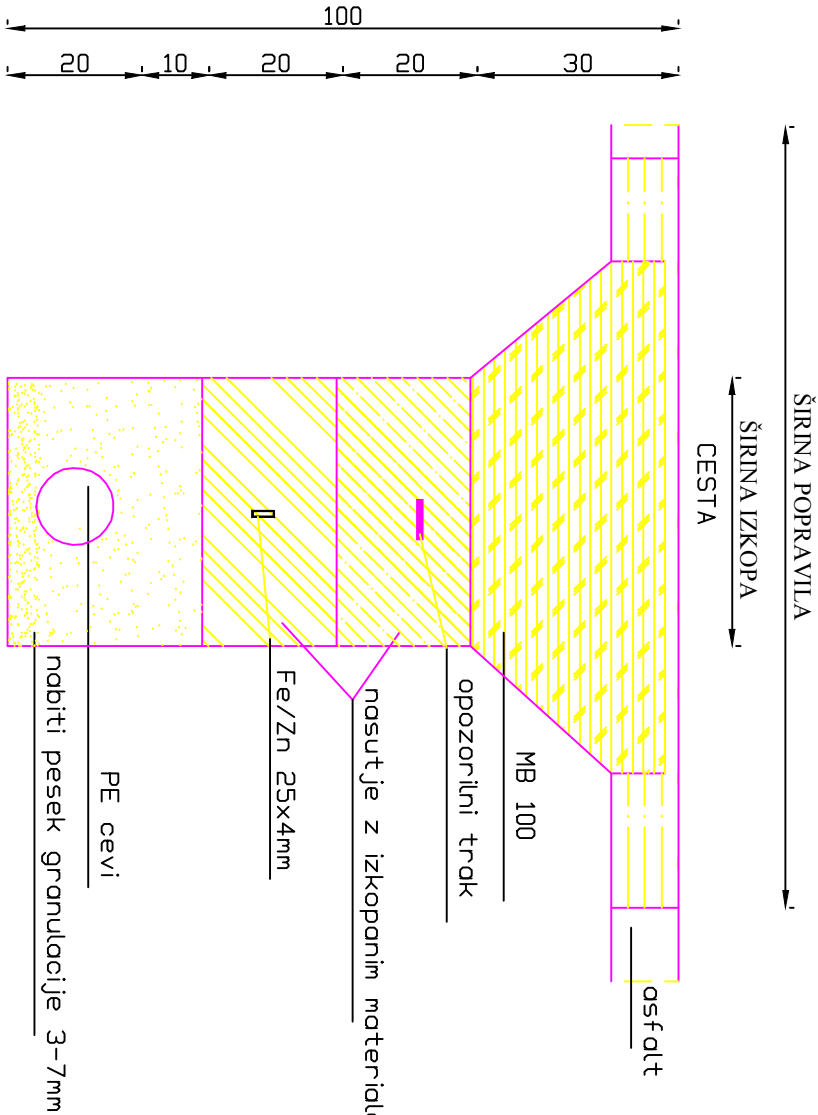 100
20
10
20
20
30
ŠIRINA POPRAVILA
ŠIRINA IZKOPA
CESTA
asfalt
MB 100
opozorilni trak
nasutje z izkopanim
Fe/Zn 25x4mm
PE cevi
nabiti pesek granulacije 3-7mm